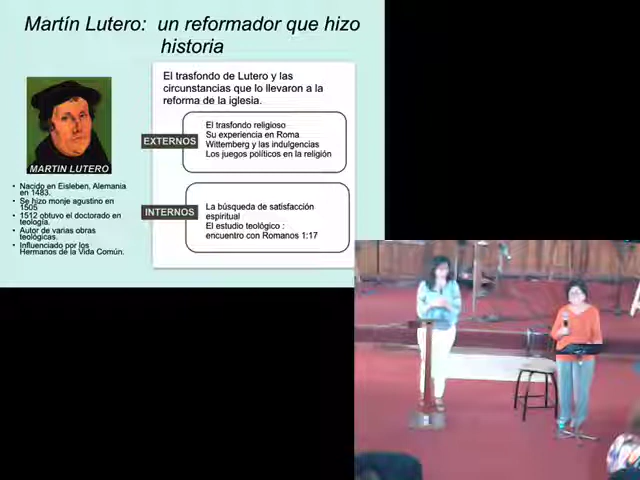 Martín Lutero: un reformador que hizo
historia
El trasfondo de Lutero y las
circunstancias que lo llevaron a la
reforma de la iglesia.
EXTERNOS
El trasfondo religioso
Su experiencia en Roma
Wittemberg y las indulgencias
Los juegos políticos en la religión
INTERNOS
La búsqueda de satisfacción
espiritual
El estudio teológico :
encuentro con Romanos 1:17
MARTIN LUTERO
• Nacido en Eisleben, Alemania
en 1483.
• Se hizo monje agustino en
1505
• 1512 obtuvo el doctorado en
teología.
• Autor de varias obras
teológicas.
• Influenciado por los
Hermanos de la Vida Común.